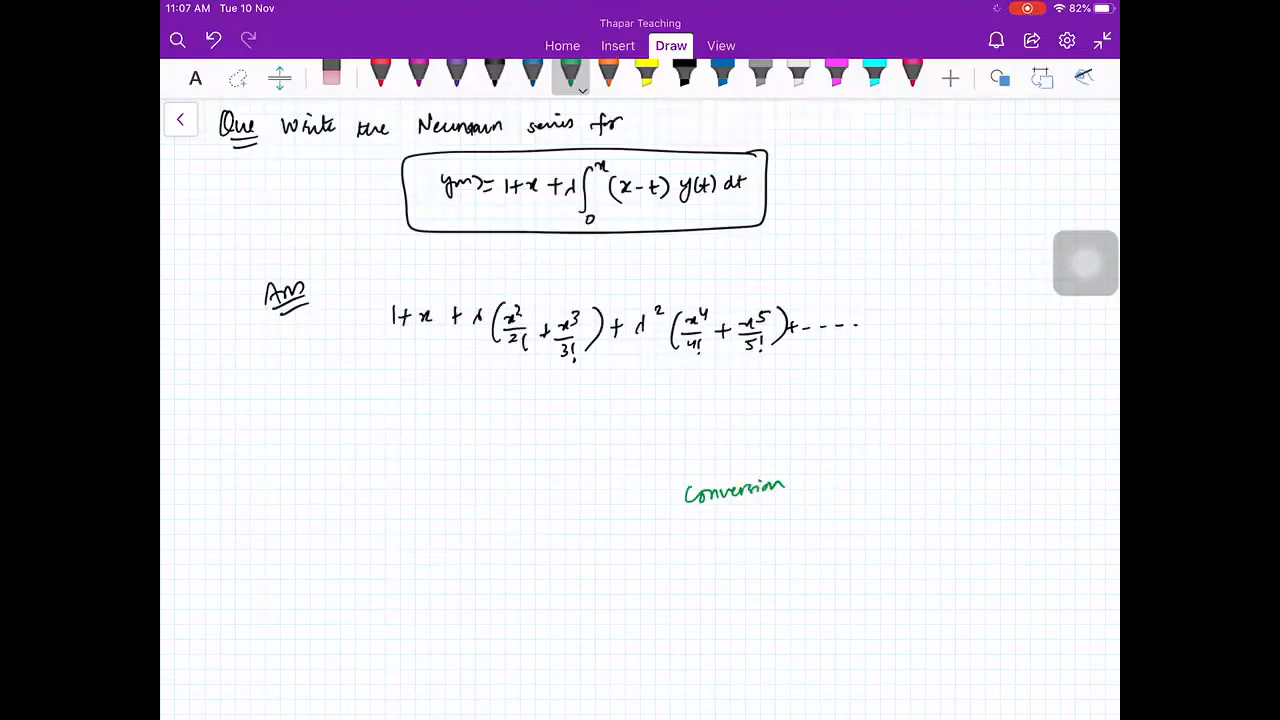 11:07 AM Tue 10 Nov 82%
Thapar Teaching
Home Insert Draw View
A
Que Write the Neumann series for
y(x) = 1+x + λ∫₀ˣ (x-t) y(t) dt
Ans
1+x + λ(x²/2! + x³/3!) + λ²(x⁴/4! + x⁵/5!) + ----
Conversion